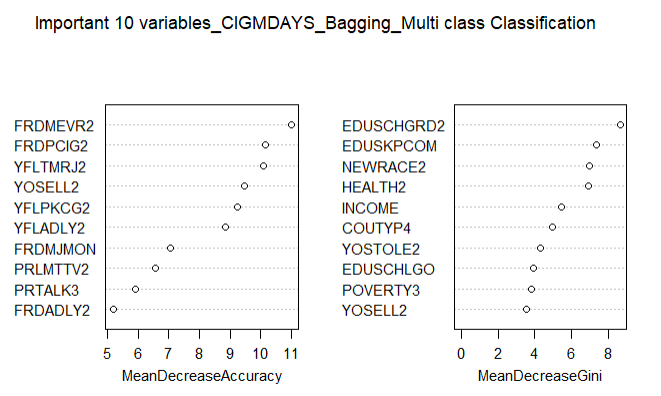 Important 10 variables_CIGMDAYS_Bagging_Multi class Classification
FRDMEVR2
FRDPCIG2
YFLTMRJ2
YOSELL2
YFLPKCG2
YFLADLY2
FRDMJMON
PRLMTTV2
PRTALK3
FRDADLY2
5 6 7 8 9 10 11
MeanDecreaseAccuracy
EDUSCHGRD2
EDUSKPCOM
NEWRACE2
HEALTH2
INCOME
COUTYP4
YOSTOLE2
EDUSCHLGO
POVERTY3
YOSELL2
0 2 4 6 8
MeanDecreaseGini